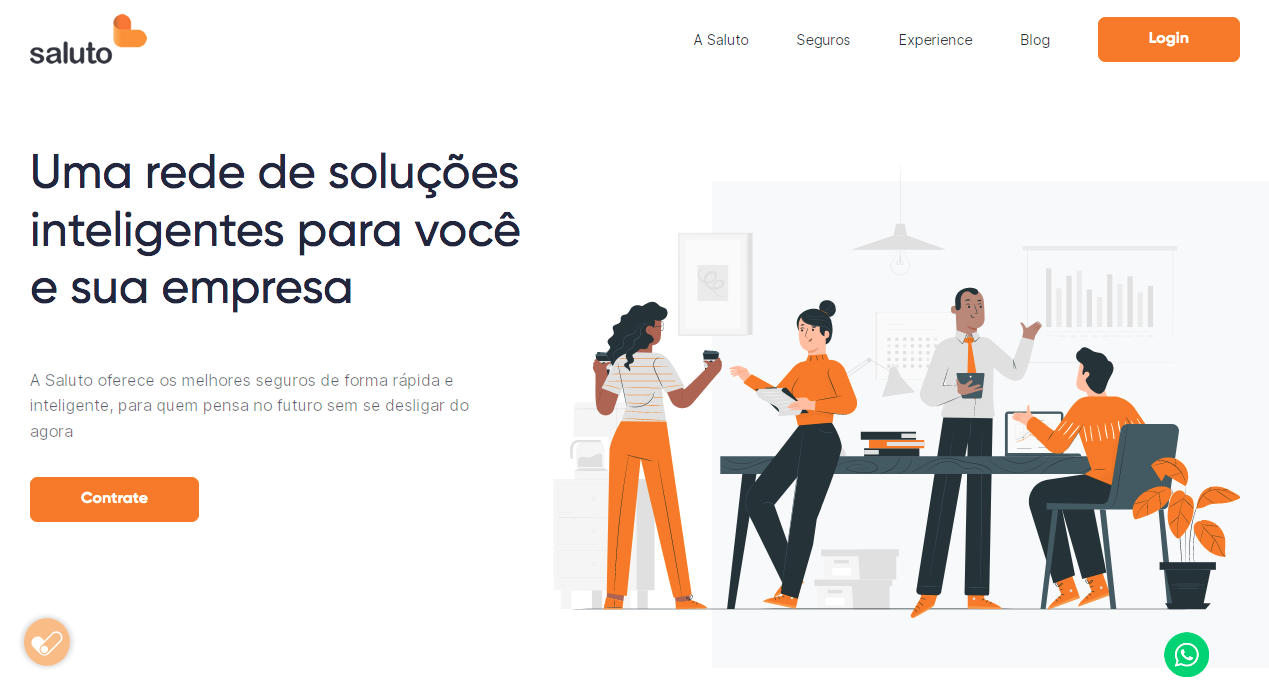 saluto
A Saluto
Seguros
Experience
Blog
Login
Uma rede de soluções
inteligentes para você
e sua empresa
A Saluto oferece os melhores seguros de forma rápida e
inteligente, para quem pensa no futuro sem se desligar do
agora
Contrate